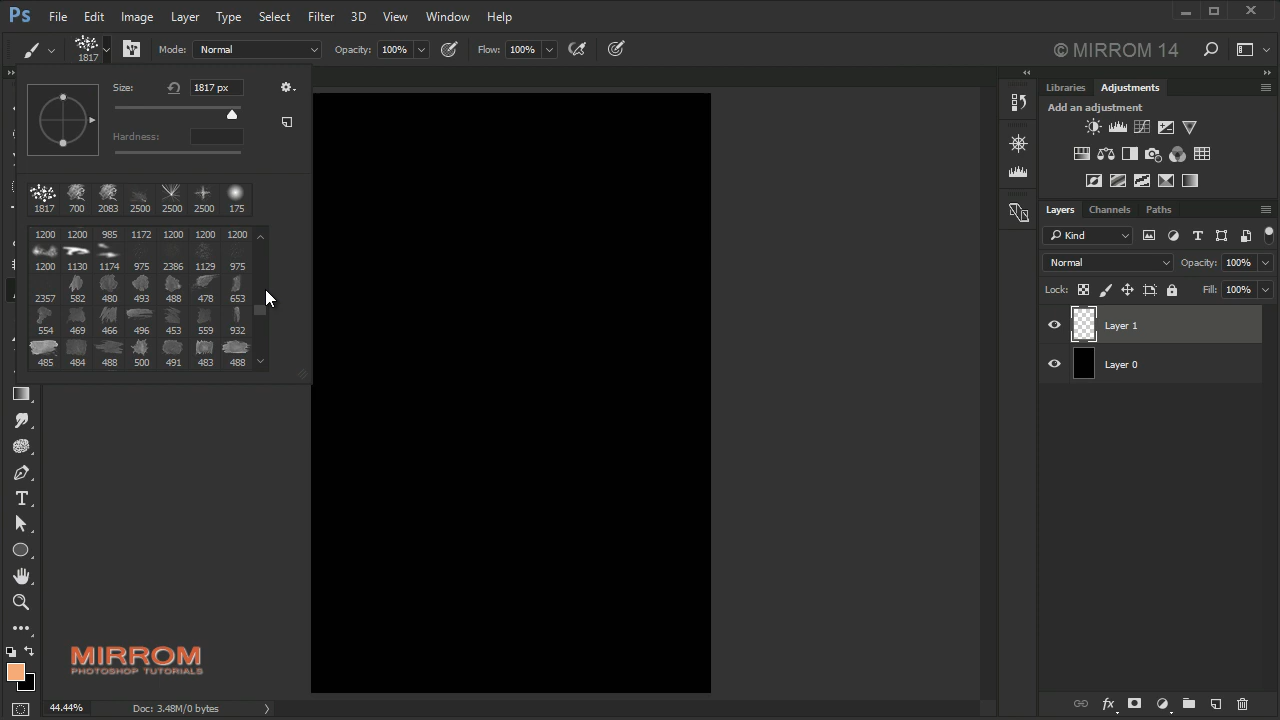 Ps File Edit Image Layer Type Select Filter 3D View Window Help
1817 Mode: Normal Opacity: 100% Flow: 100% © MIRROM 14
Size: 1817 px
Hardness:
1817 700 2083 2500 2500 2500 175
1200 1200 985 1172 1200 1200 1200
1200 1130 1174 975 2386 1129 975
2357 582 480 493 488 478 653
554 469 466 496 453 559 932
485 484 488 500 491 483 488
Libraries Adjustments
Add an adjustment
Layers Channels Paths
Kind
Normal Opacity: 100%
Lock: Fill: 100%
Layer 1
Layer 0
MIRROM
PHOTOSHOP TUTORIALS
44.44% Doc: 3.48M/0 bytes